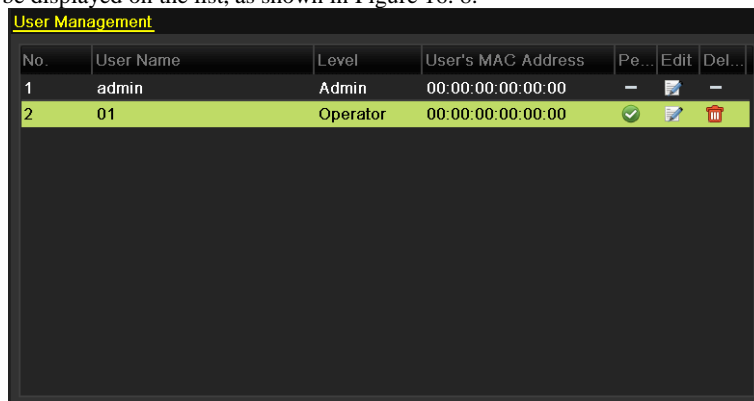 be displayed on the list, as shown in Figure 16. 8.
User Management
No. User Name Level User's MAC Address Pe... Edit Del...
1 admin Admin 00:00:00:00:00:00 – –
2 01 Operator 00:00:00:00:00:00